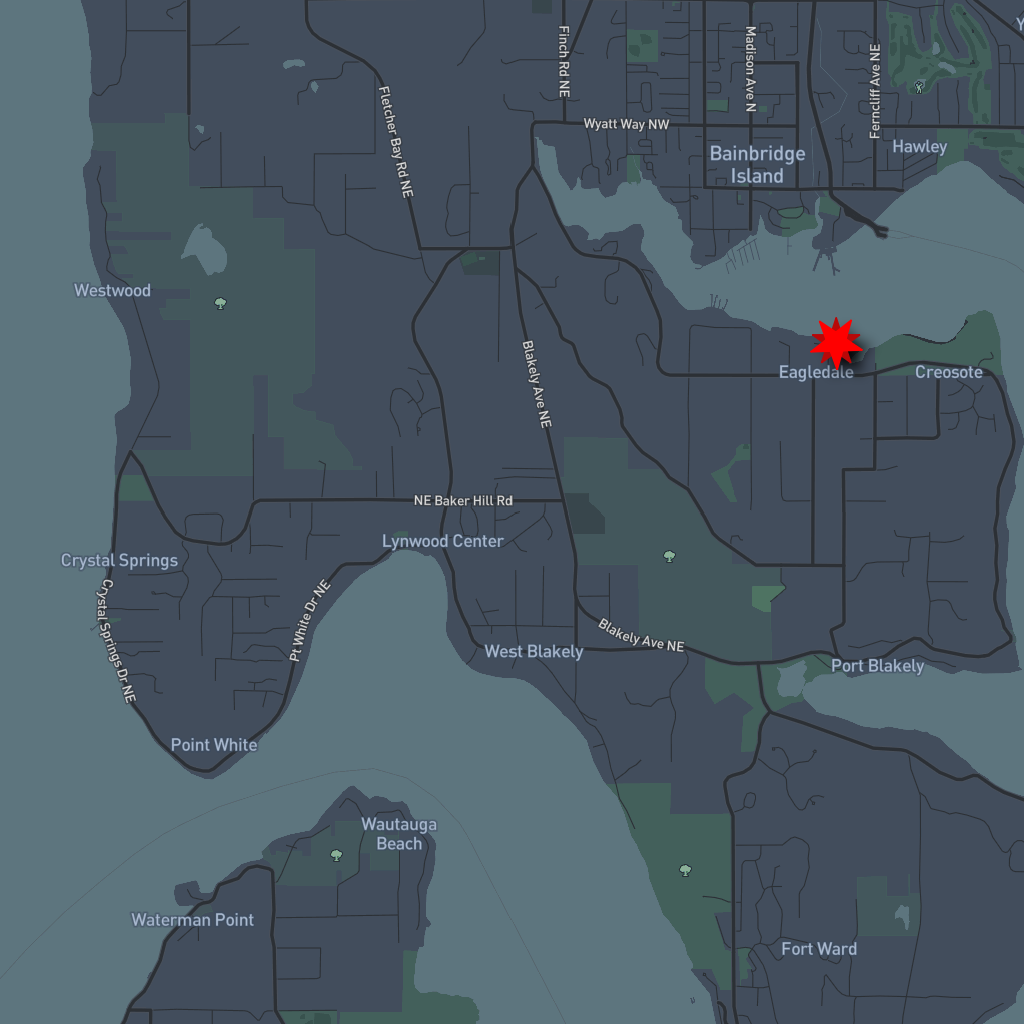 Finch Rd NE
Madison Ave N
Ferncliff Ave NE
Fletcher Bay Rd NE
Wyatt Way NW
Hawley
Bainbridge
Island
Westwood
Blakely Ave NE
Eagledale
Creosote
NE Baker Hill Rd
Lynwood Center
Crystal Springs
Crystal Springs Dr NE
Pt White Dr NE
Blakely Ave NE
West Blakely
Port Blakely
Point White
Wautauga
Beach
Waterman Point
Fort Ward